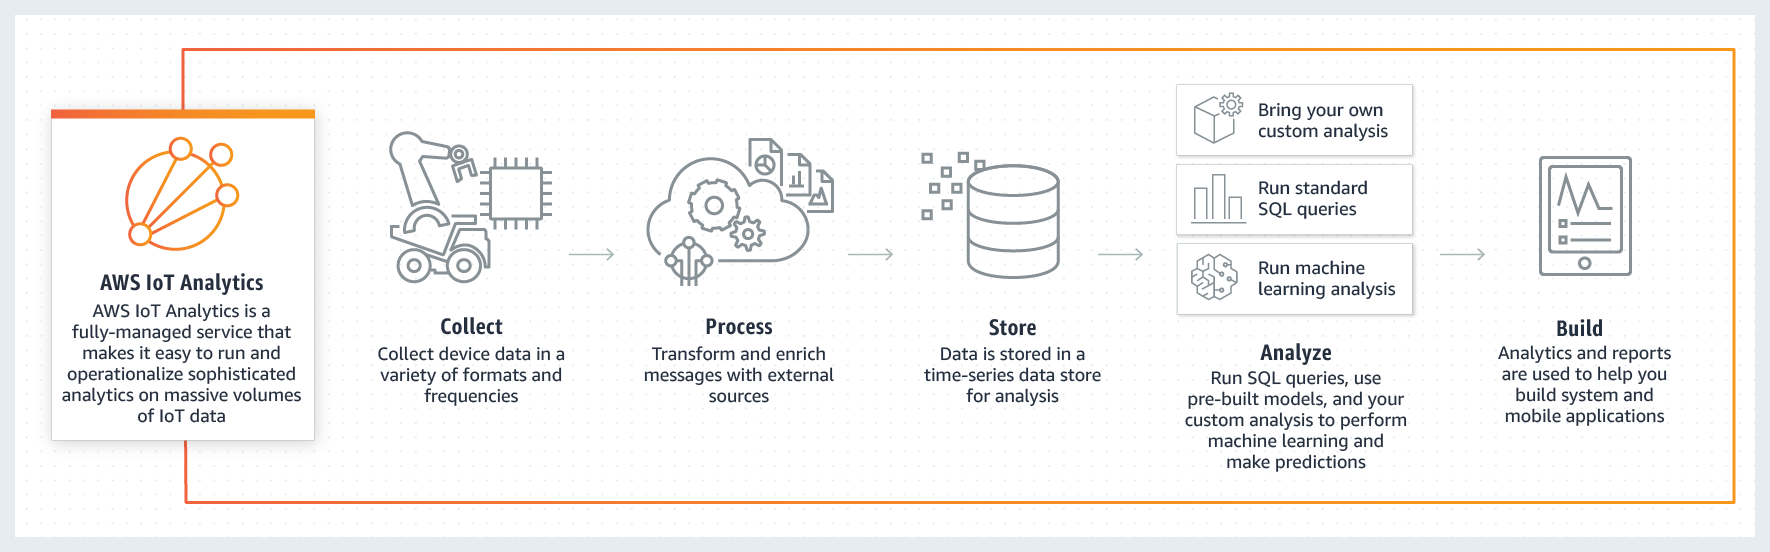 AWS IoT Analytics
AWS IoT Analytics is a
fully-managed service that
makes it easy to run and
operationalize sophisticated
analytics on massive volumes
of IoT data
Collect
Collect device data in a
variety of formats and
frequencies
Process
Transform and enrich
messages with external
sources
Store
Data is stored in a
time-series data store
for analysis
Bring your own
custom analysis
Run standard
SQL queries
Run machine
learning analysis
Analyze
Run SQL queries, use
pre-built models, and your
custom analysis to perform
machine learning and
make predictions
Build
Analytics and reports
are used to help you
build system and
mobile applications